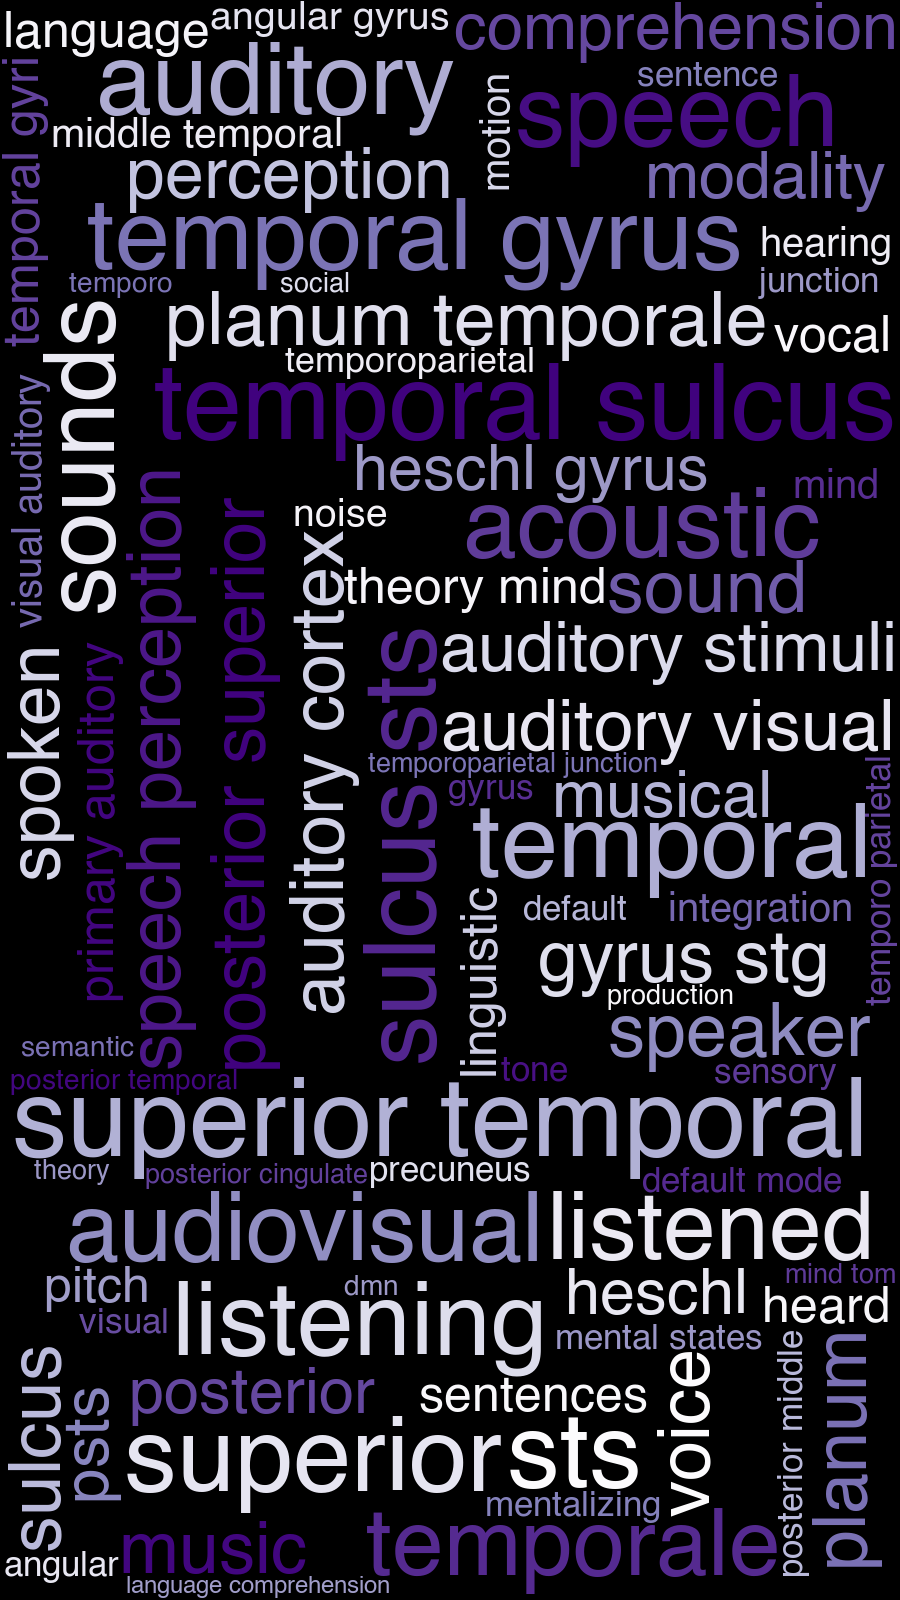 language
angular gyrus
comprehension
auditory
sentence
temporal gyri
motion
speech
middle temporal
perception
modality
temporal gyrus
hearing
temporo
social
junction
sounds
planum temporale
vocal
temporoparietal
temporal sulcus
visual auditory
heschl gyrus
mind
speech perception
posterior superior
noise
acoustic
auditory cortex
theory mind
sound
spoken
primary auditory
sulcus sts
auditory stimuli
auditory visual
temporoparietal junction
gyrus
musical
temporo parietal
temporal
linguistic
default
integration
gyrus stg
production
speaker
semantic
tone
sensory
posterior temporal
superior temporal
theory
posterior cingulate
precuneus
default mode
audiovisual
listened
pitch
dmn
heschl
mind tom
visual
listening
heard
mental states
sulcus
psts
posterior
sentences
voice
posterior middle
planum
superior
sts
mentalizing
angular
music
temporale
language comprehension